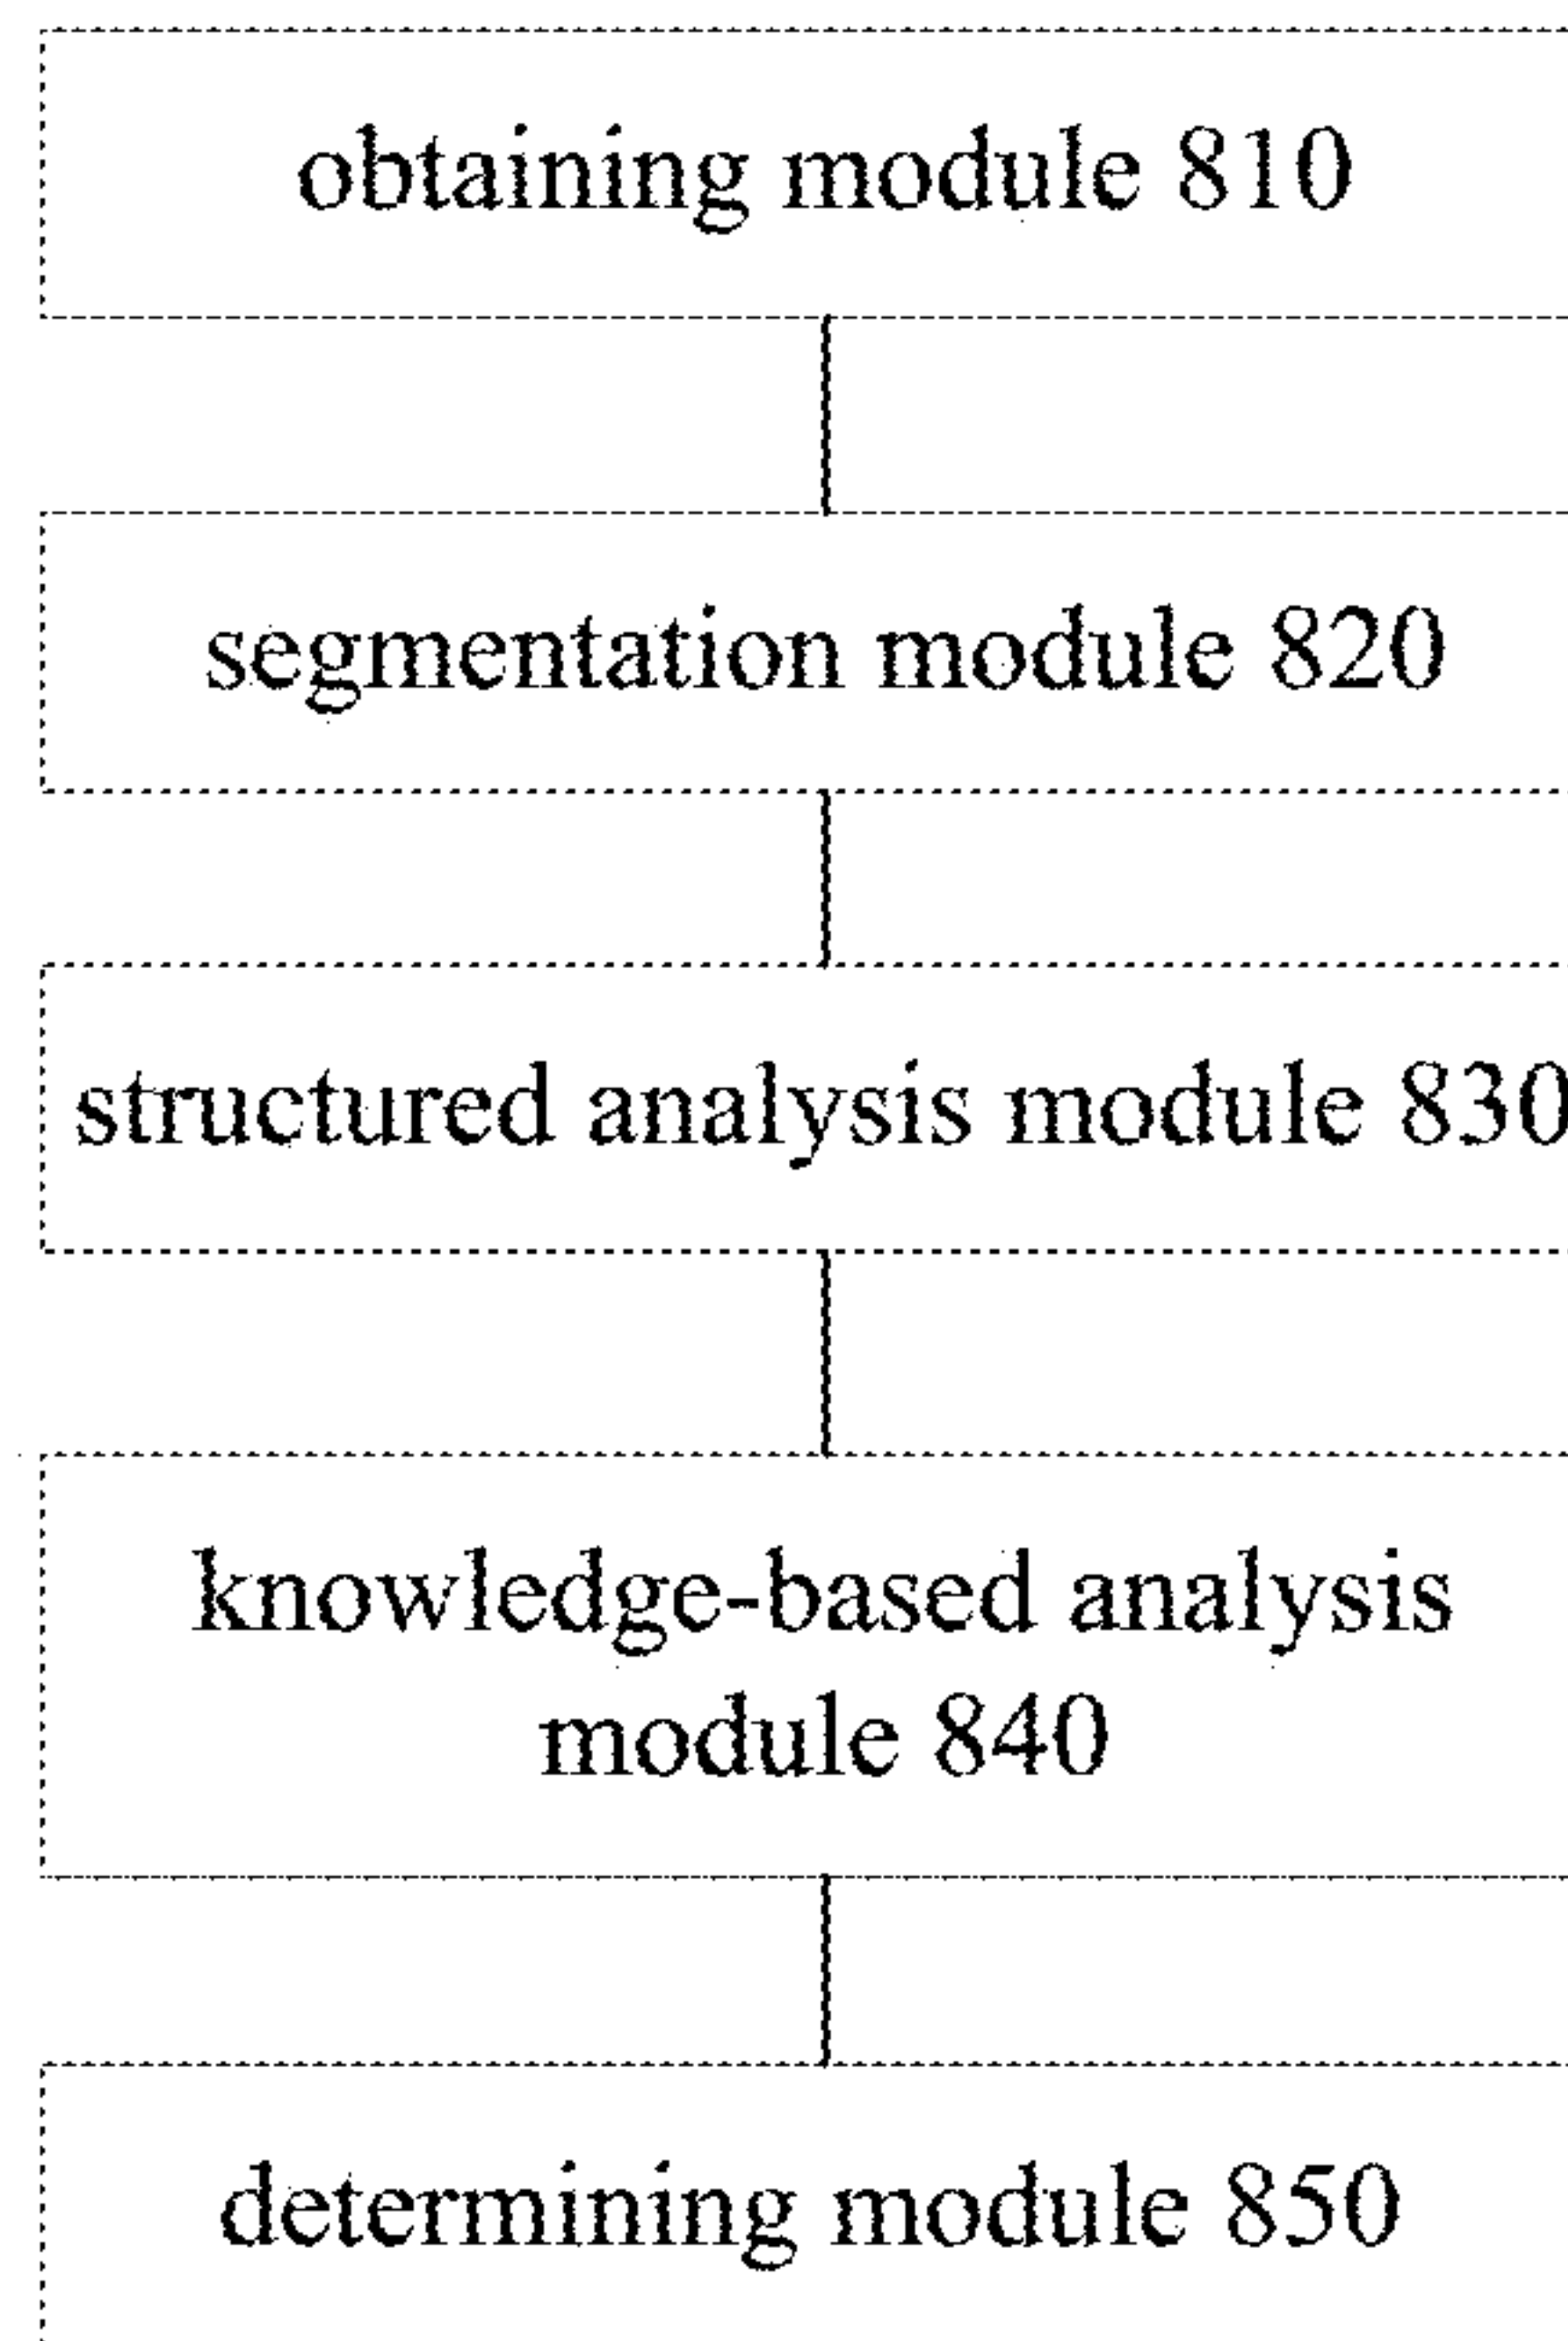 obtaining module 810
segmentation module 820
structured analysis module 830
knowledge-based analysis
module 840
determining module 850